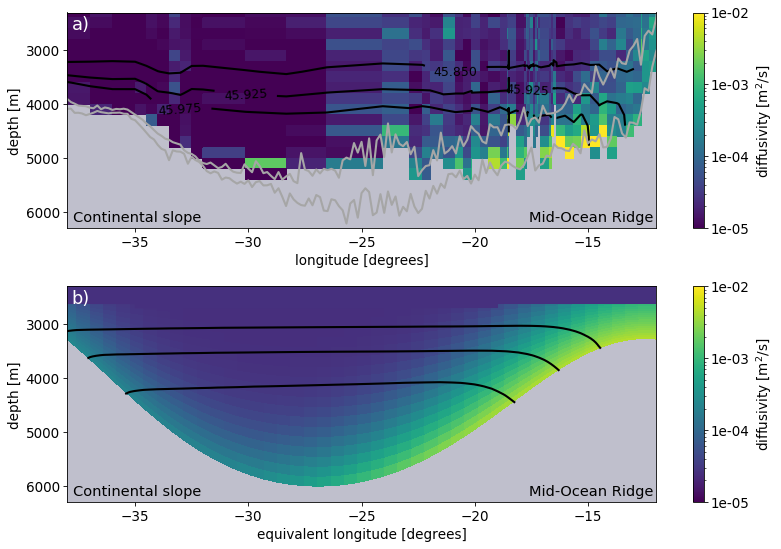 a)
1e-02
3000
45.850
1e-03
4000
45.925
45.925
45.975
depth [m]
diffusivity [m²/s]
5000
1e-04
6000
Continental slope
Mid-Ocean Ridge
1e-05
−35 −30 −25 −20 −15
longitude [degrees]
b)
1e-02
3000
1e-03
4000
depth [m]
diffusivity [m²/s]
5000
1e-04
6000
Continental slope
Mid-Ocean Ridge
1e-05
−35 −30 −25 −20 −15
equivalent longitude [degrees]